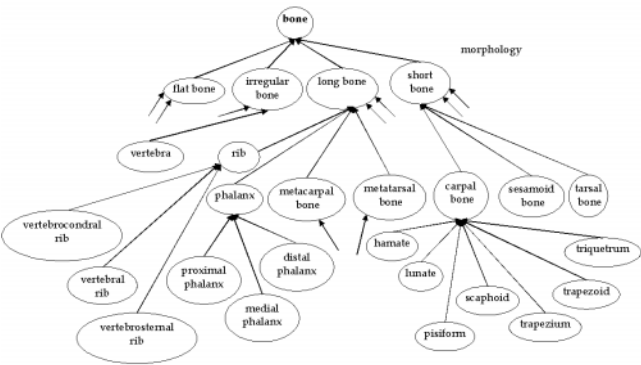 bone
morphology
flat bone
irregular
bone
long bone
short
bone
vertebra
rib
phalanx
metacarpal
bone
metatarsal
bone
carpal
bone
sesamoid
bone
tarsal
bone
vertebrocondral
rib
vertebral
rib
vertebrosternal
rib
proximal
phalanx
distal
phalanx
medial
phalanx
hamate
lunate
pisiform
scaphoid
trapezium
trapezoid
triquetrum